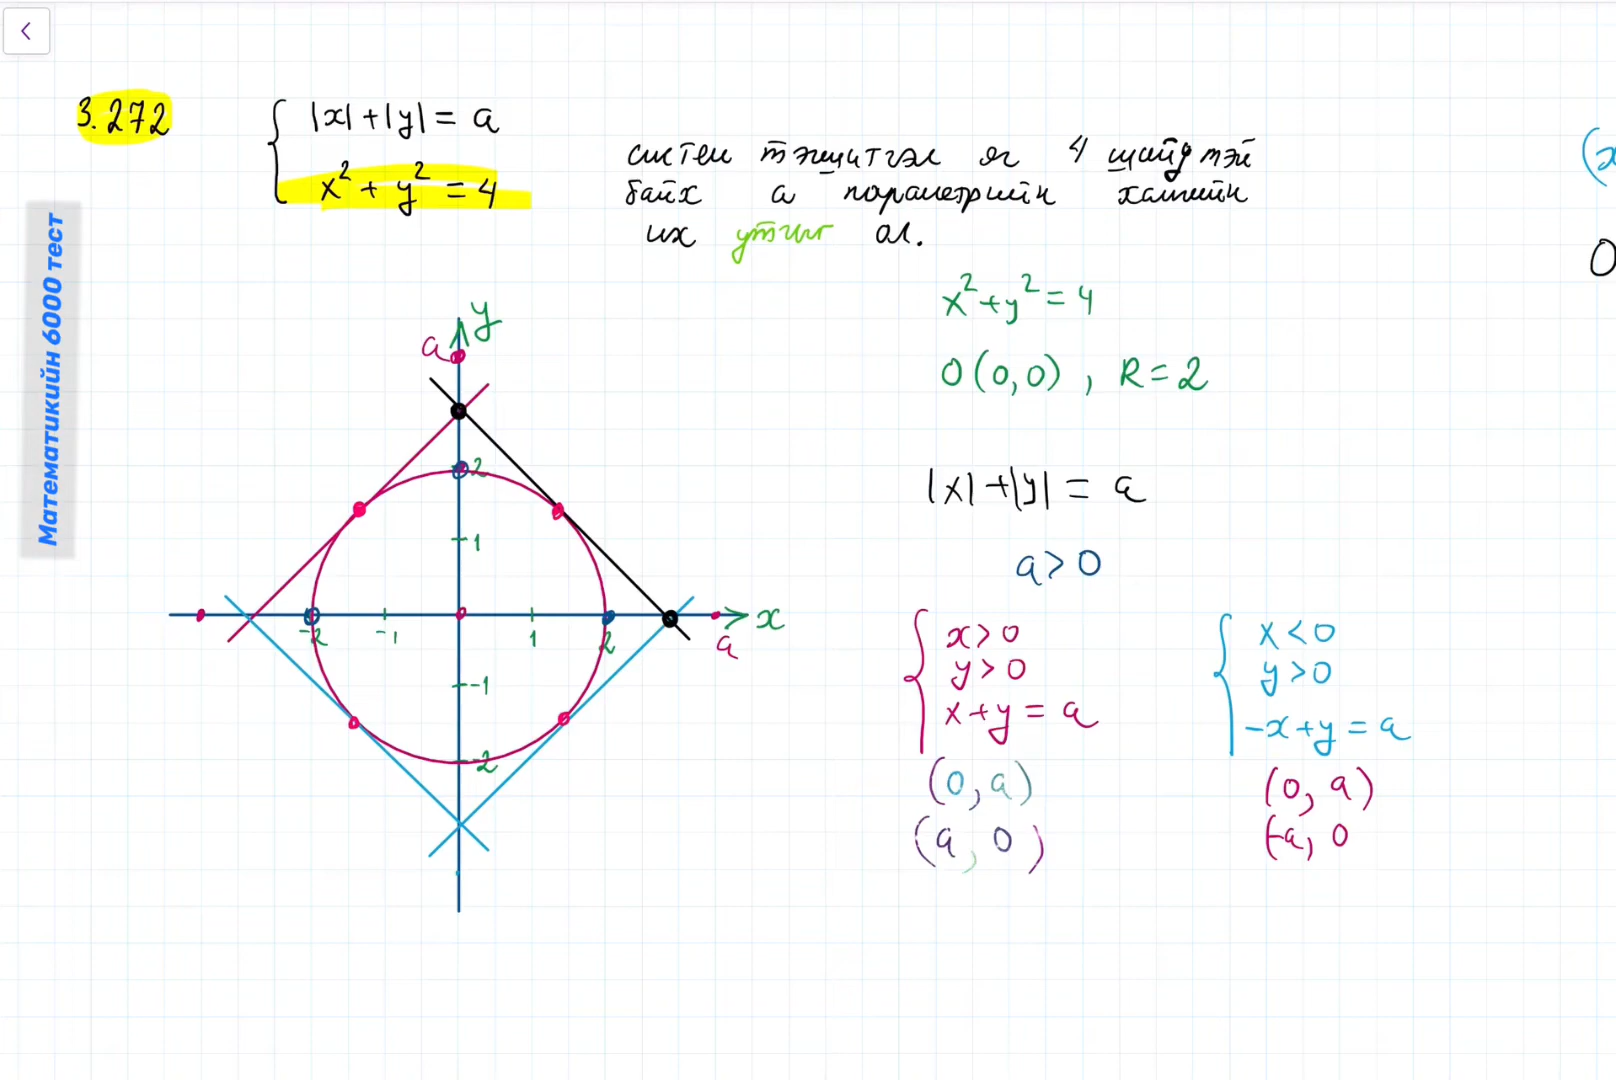 3.272
|x| + |y| = a
x² + y² = 4
систем тэгшитгэл яг 4 шийдтэй
байх a параметрийн хамгийн
их утгыг ол.
Математикийн 6000 тест
x² + y² = 4
O(0,0), R = 2
|x| + |y| = a
a > 0
y
a
2
1
-2 -1 1 2 x
a
-1
-2
x > 0
y > 0
x + y = a
(0, a)
(a, 0)
x < 0
y > 0
-x + y = a
(0, a)
(-a, 0